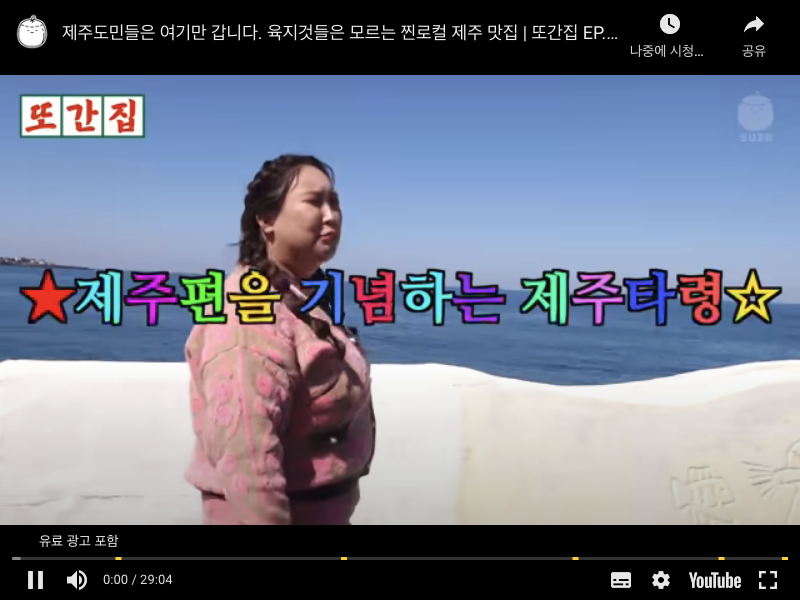 제주도민들은 여기만 갑니다. 육지것들은 모르는 찐로컬 제주 맛집 | 또간집 EP....
나중에 시청...
공유
또간집
SUZE
★제주편을 기념하는 제주타령☆
유료 광고 포함
0:00 / 29:04
YouTube